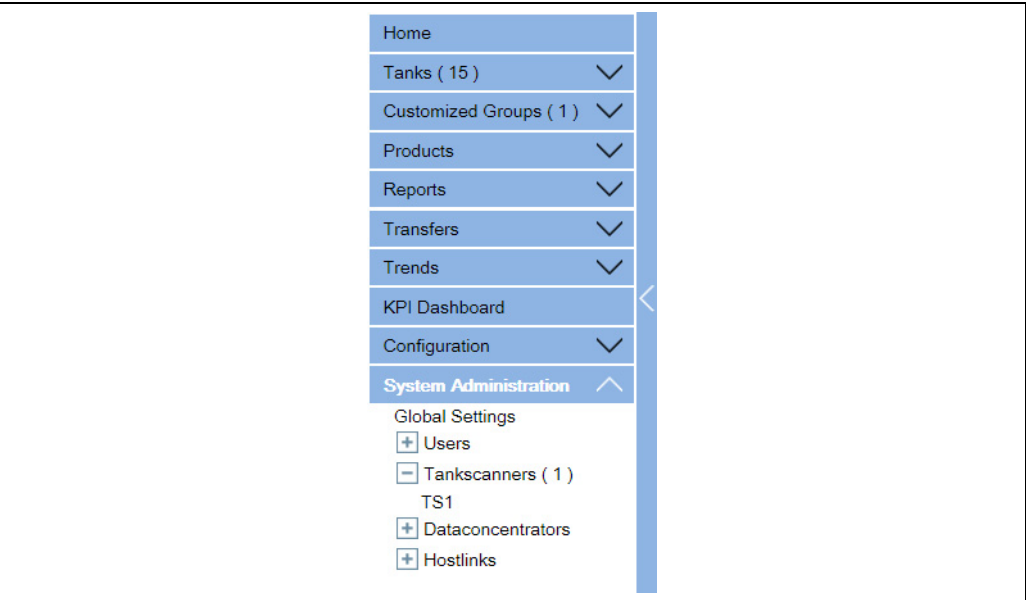 Home
Tanks ( 15 )
Customized Groups ( 1 )
Products
Reports
Transfers
Trends
KPI Dashboard
Configuration
System Administration
Global Settings
Users
Tankscanners ( 1 )
TS1
Dataconcentrators
Hostlinks